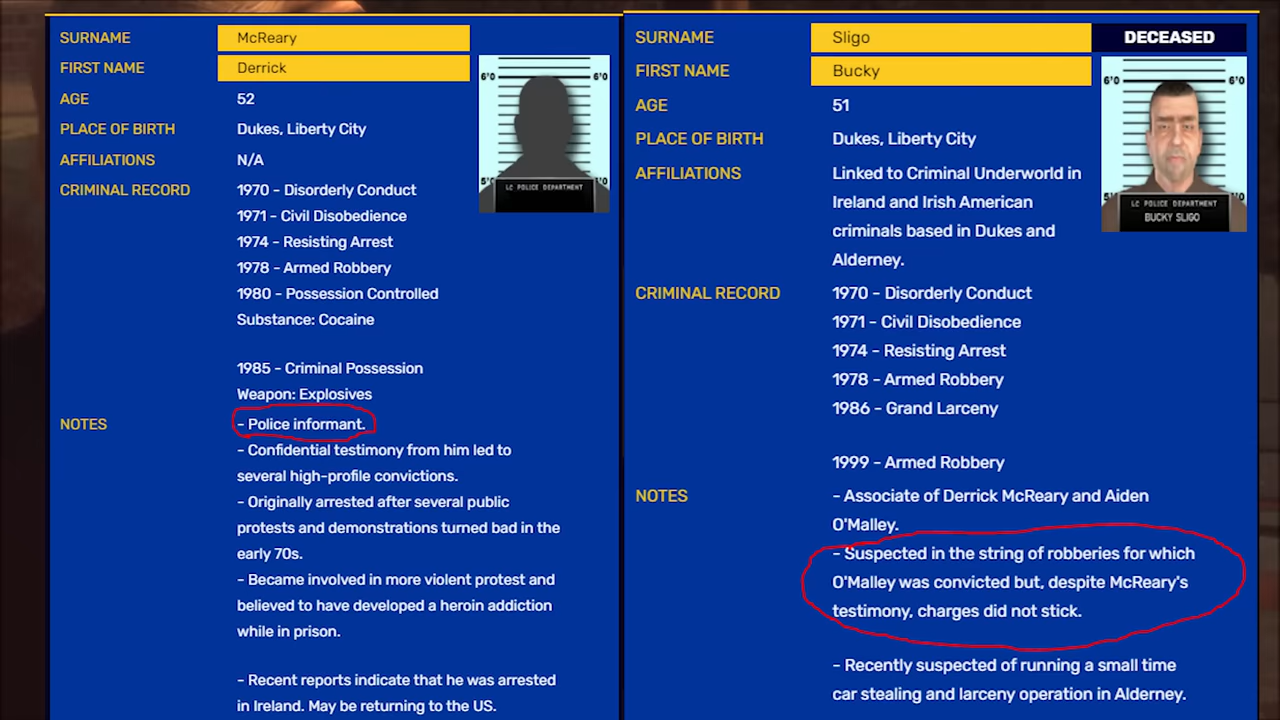 SURNAME McReary
FIRST NAME Derrick
AGE 52
PLACE OF BIRTH Dukes, Liberty City
AFFILIATIONS N/A
CRIMINAL RECORD 1970 - Disorderly Conduct
1971 - Civil Disobedience
1974 - Resisting Arrest
1978 - Armed Robbery
1980 - Possession Controlled
Substance: Cocaine
1985 - Criminal Possession
Weapon: Explosives
NOTES - Police informant.
- Confidential testimony from him led to
several high-profile convictions.
- Originally arrested after several public
protests and demonstrations turned bad in the
early 70s.
- Became involved in more violent protest and
believed to have developed a heroin addiction
while in prison.
- Recent reports indicate that he was arrested
in Ireland. May be returning to the US.
6'0 6'0
LC POLICE DEPARTMENT
SURNAME Sligo DECEASED
FIRST NAME Bucky
AGE 51
PLACE OF BIRTH Dukes, Liberty City
AFFILIATIONS Linked to Criminal Underworld in
Ireland and Irish American
criminals based in Dukes and
Alderney.
CRIMINAL RECORD 1970 - Disorderly Conduct
1971 - Civil Disobedience
1974 - Resisting Arrest
1978 - Armed Robbery
1986 - Grand Larceny
1999 - Armed Robbery
NOTES - Associate of Derrick McReary and Aiden
O'Malley.
- Suspected in the string of robberies for which
O'Malley was convicted but, despite McReary's
testimony, charges did not stick.
- Recently suspected of running a small time
car stealing and larceny operation in Alderney.
6'0 6'0
LC POLICE DEPARTMENT
BUCKY SLIGO